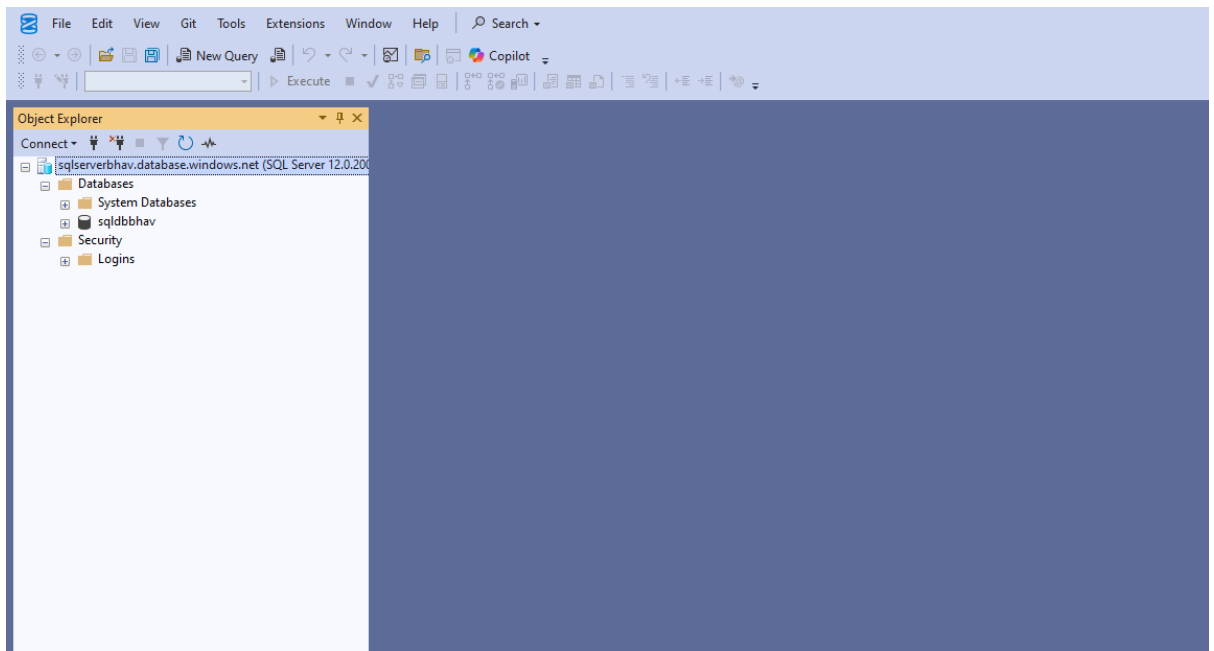 File Edit View Git Tools Extensions Window Help Search
New Query Copilot
Execute
Object Explorer
Connect
sqlserverbhav.database.windows.net (SQL Server 12.0.200
Databases
System Databases
sqldbbhav
Security
Logins